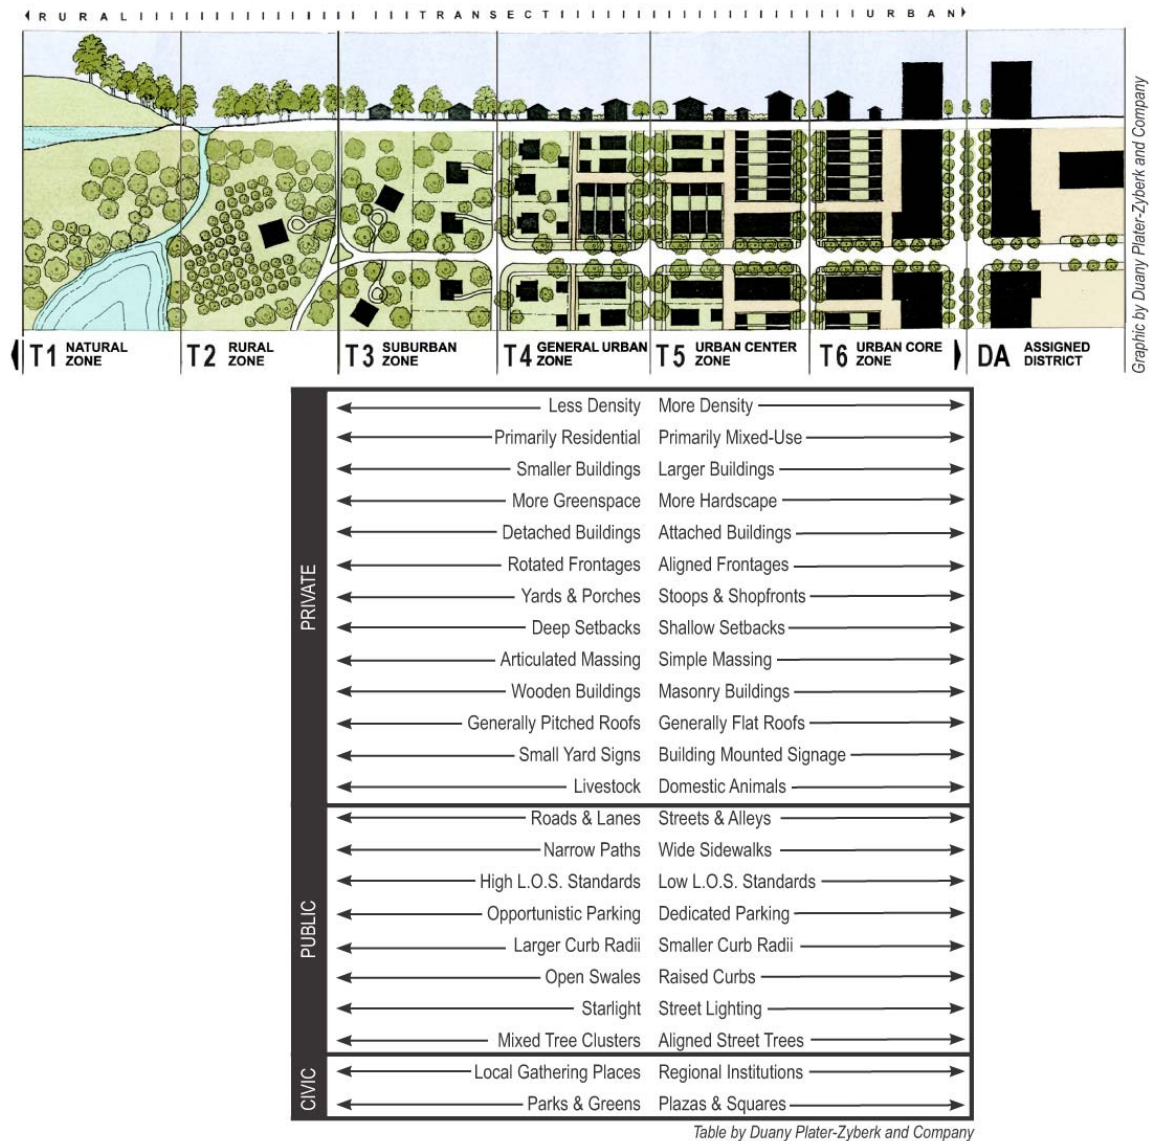 RURAL TRANSECT URBAN
T1 NATURAL ZONE
T2 RURAL ZONE
T3 SUBURBAN ZONE
T4 GENERAL URBAN ZONE
T5 URBAN CENTER ZONE
T6 URBAN CORE ZONE
DA ASSIGNED DISTRICT
Graphic by Duany Plater-Zyberk and Company
PRIVATE
Less Density More Density
Primarily Residential Primarily Mixed-Use
Smaller Buildings Larger Buildings
More Greenspace More Hardscape
Detached Buildings Attached Buildings
Rotated Frontages Aligned Frontages
Yards & Porches Stoops & Shopfronts
Deep Setbacks Shallow Setbacks
Articulated Massing Simple Massing
Wooden Buildings Masonry Buildings
Generally Pitched Roofs Generally Flat Roofs
Small Yard Signs Building Mounted Signage
Livestock Domestic Animals
PUBLIC
Roads & Lanes Streets & Alleys
Narrow Paths Wide Sidewalks
High L.O.S. Standards Low L.O.S. Standards
Opportunistic Parking Dedicated Parking
Larger Curb Radii Smaller Curb Radii
Open Swales Raised Curbs
Starlight Street Lighting
Mixed Tree Clusters Aligned Street Trees
CIVIC
Local Gathering Places Regional Institutions
Parks & Greens Plazas & Squares
Table by Duany Plater-Zyberk and Company